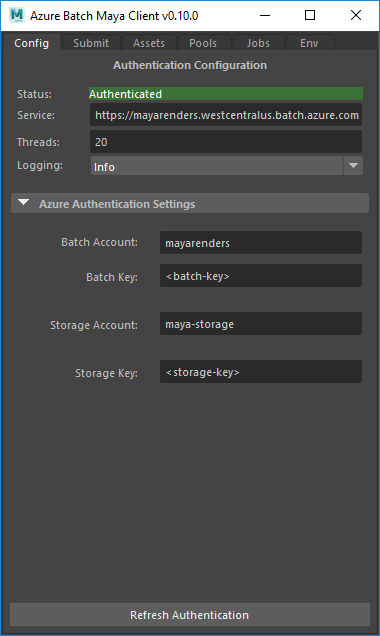 Azure Batch Maya Client v0.10.0
Config Submit Assets Pools Jobs Env
Authentication Configuration
Status: Authenticated
Service: https://mayarenders.westcentralus.batch.azure.com
Threads: 20
Logging: Info
Azure Authentication Settings
Batch Account: mayarenders
Batch Key: <batch-key>
Storage Account: maya-storage
Storage Key: <storage-key>
Refresh Authentication